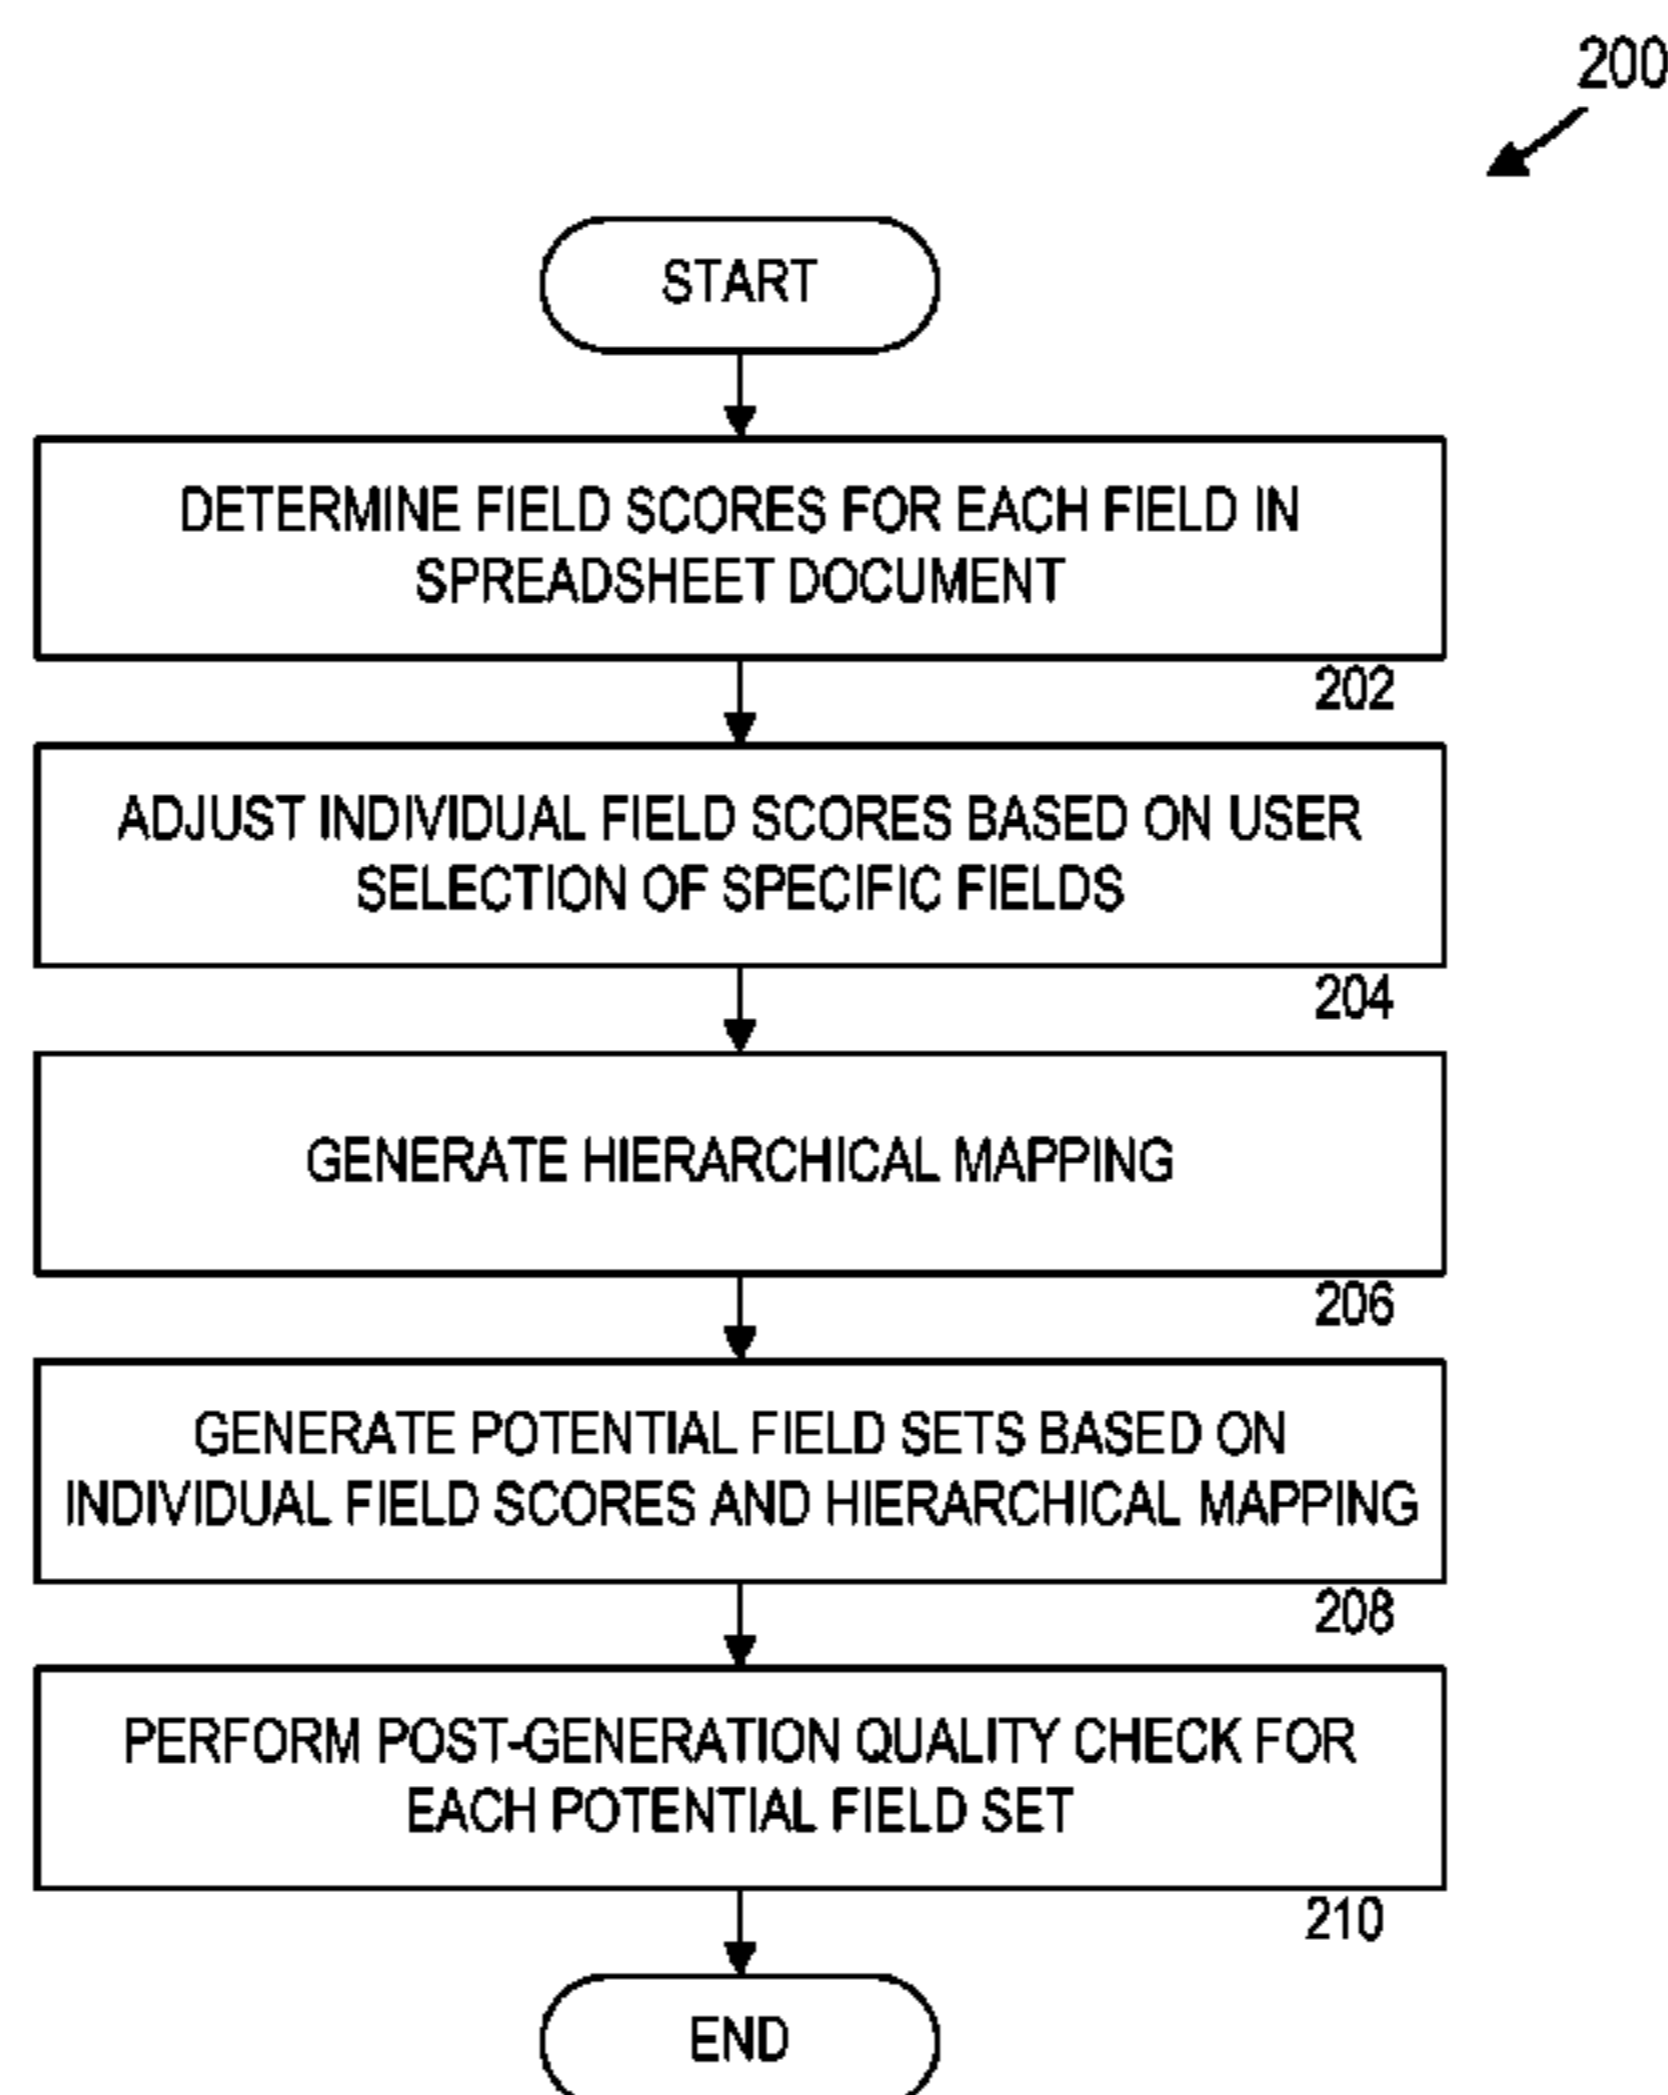 200
START
DETERMINE FIELD SCORES FOR EACH FIELD IN
SPREADSHEET DOCUMENT
202
ADJUST INDIVIDUAL FIELD SCORES BASED ON USER
SELECTION OF SPECIFIC FIELDS
204
GENERATE HIERARCHICAL MAPPING
206
GENERATE POTENTIAL FIELD SETS BASED ON
INDIVIDUAL FIELD SCORES AND HIERARCHICAL MAPPING
208
PERFORM POST-GENERATION QUALITY CHECK FOR
EACH POTENTIAL FIELD SET
210
END